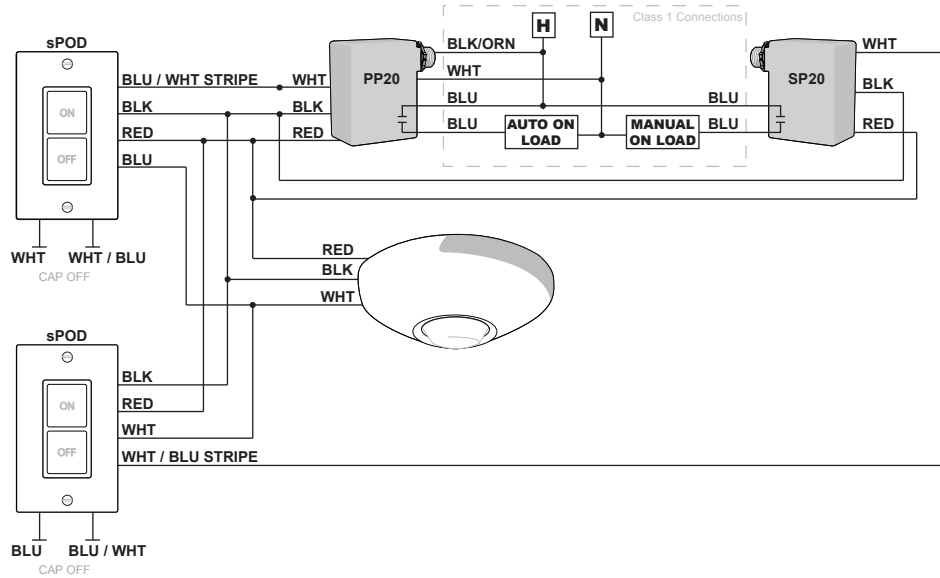 Class 1 Connections
H
N
sPOD
BLK/ORN
WHT
PP20
SP20
BLU / WHT STRIPE
WHT
WHT
BLK
ON
BLK
BLK
BLU
BLU
RED
RED
RED
BLU
AUTO ON
LOAD
MANUAL
ON LOAD
BLU
OFF
BLU
WHT
WHT / BLU
CAP OFF
RED
BLK
WHT
sPOD
BLK
ON
RED
WHT
OFF
WHT / BLU STRIPE
BLU
BLU / WHT
CAP OFF